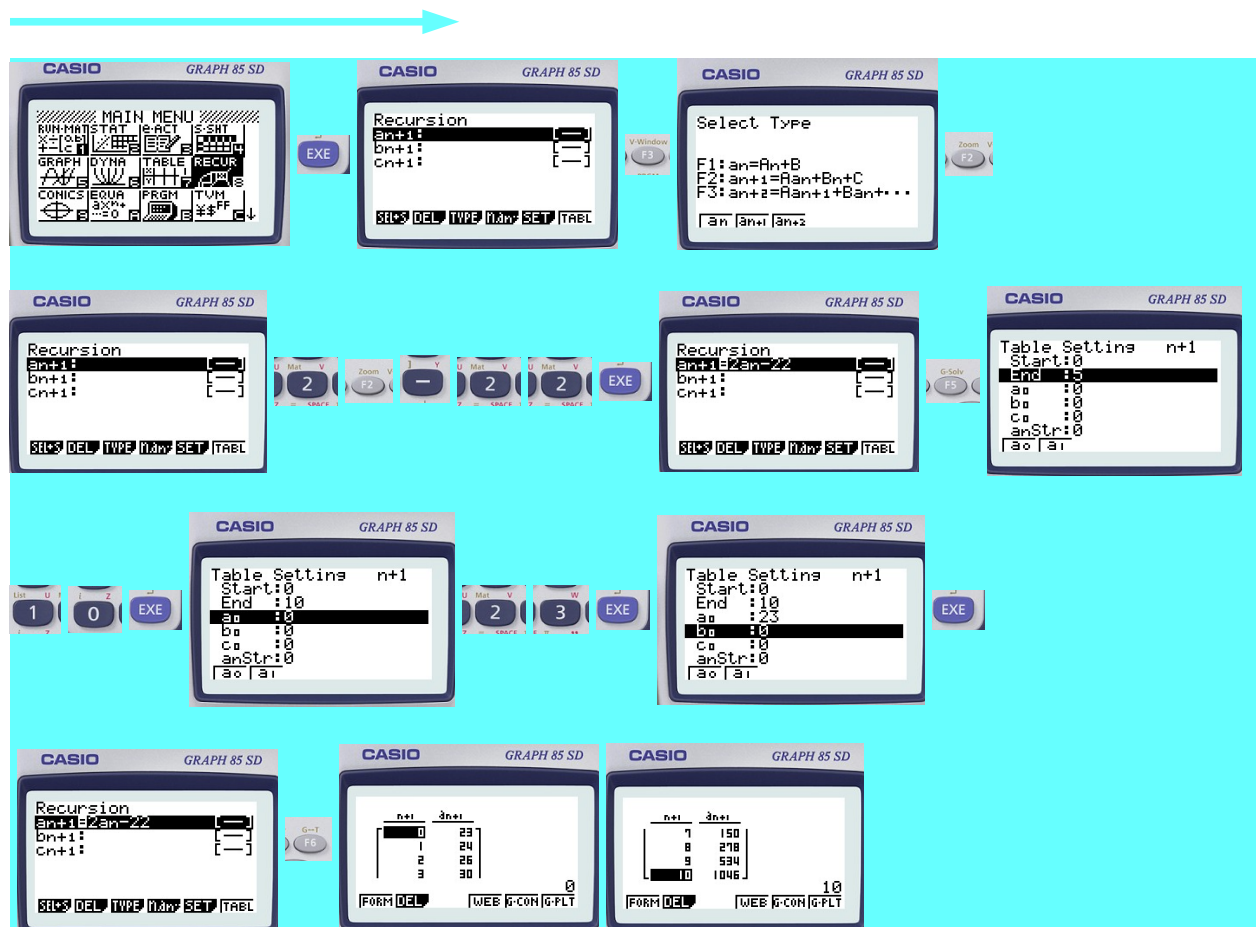 CASIO GRAPH 85 SD
MAIN MENU
RUN·MAT STAT e·ACT S·SHT
GRAPH DYNA TABLE RECUR
CONICS EQUA PRGM TVM
EXE
CASIO GRAPH 85 SD
Recursion
an+1:
bn+1:
cn+1:
SEL+S DEL TYPE n.an·· SET TABL
V-Window
F3
CASIO GRAPH 85 SD
Select Type
F1:an=An+B
F2:an+1=Aan+Bn+C
F3:an+2=Aan+1+Ban+···
an an+1 an+2
Zoom V
F2
CASIO GRAPH 85 SD
Recursion
an+1:
bn+1:
cn+1:
SEL+S DEL TYPE n.an·· SET TABL
U Mat V
2
Z = SPACE
Zoom V
F2
] Y
−
U Mat V
2
Z = SPACE
U Mat V
2
Z = SPACE
EXE
CASIO GRAPH 85 SD
Recursion
an+1=2an-22
bn+1:
cn+1:
SEL+S DEL TYPE n.an·· SET TABL
G-Solv
F5
CASIO GRAPH 85 SD
Table Setting n+1
Start:0
End :5
a0 :0
b0 :0
c0 :0
anStr:0
a0 a1
List U
1
i Z
0
EXE
CASIO GRAPH 85 SD
Table Setting n+1
Start:0
End :10
a0 :0
b0 :0
c0 :0
anStr:0
a0 a1
U Mat V
2
Z = SPACE
W
3
EXE
CASIO GRAPH 85 SD
Table Setting n+1
Start:0
End :10
a0 :23
b0 :0
c0 :0
anStr:0
a0 a1
EXE
CASIO GRAPH 85 SD
Recursion
an+1=2an-22
bn+1:
cn+1:
SEL+S DEL TYPE n.an·· SET TABL
G↔T
F6
CASIO GRAPH 85 SD
n+1 an+1
0 23
1 24
2 26
3 30
0
FORM DEL WEB G·CON G·PLT
CASIO GRAPH 85 SD
n+1 an+1
7 150
8 278
9 534
10 1046
10
FORM DEL WEB G·CON G·PLT